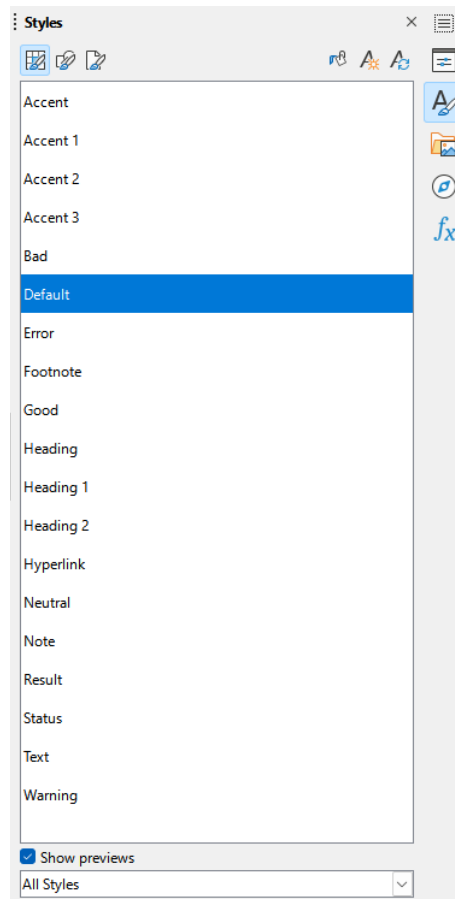 Styles
Accent
Accent 1
Accent 2
Accent 3
Bad
Default
Error
Footnote
Good
Heading
Heading 1
Heading 2
Hyperlink
Neutral
Note
Result
Status
Text
Warning
Show previews
All Styles